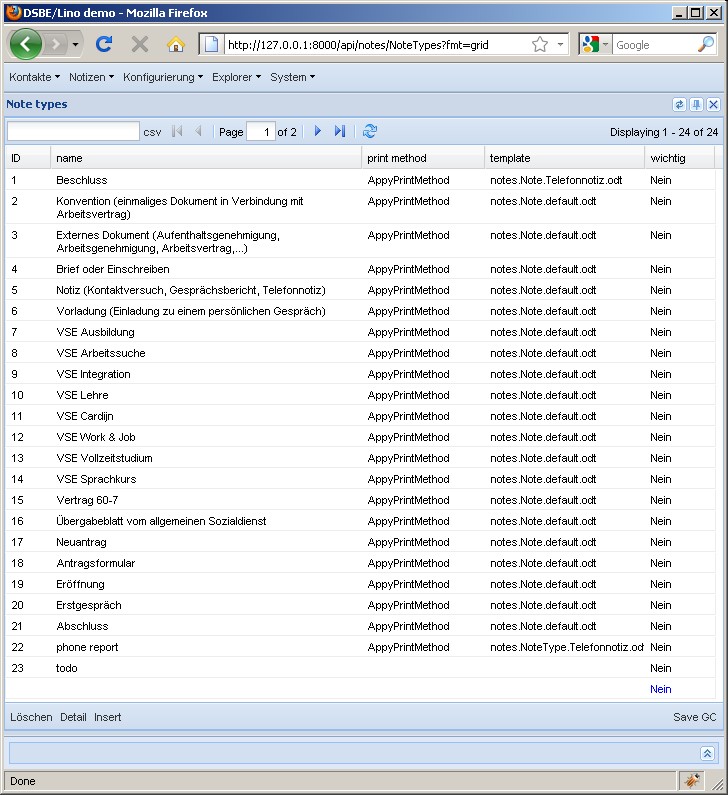 DSBE/Lino demo - Mozilla Firefox
http://127.0.0.1:8000/api/notes/NoteTypes?fmt=grid Google
Kontakte Notizen Konfigurierung Explorer System
Note types
csv Page 1 of 2 Displaying 1 - 24 of 24
ID name print method template wichtig
1 Beschluss AppyPrintMethod notes.Note.Telefonnotiz.odt Nein
2 Konvention (einmaliges Dokument in Verbindung mit AppyPrintMethod notes.Note.default.odt Nein
Arbeitsvertrag)
3 Externes Dokument (Aufenthaltsgenehmigung, AppyPrintMethod notes.Note.default.odt Nein
Arbeitsgenehmigung, Arbeitsvertrag,...)
4 Brief oder Einschreiben AppyPrintMethod notes.Note.default.odt Nein
5 Notiz (Kontaktversuch, Gesprächsbericht, Telefonnotiz) AppyPrintMethod notes.Note.default.odt Nein
6 Vorladung (Einladung zu einem persönlichen Gespräch) AppyPrintMethod notes.Note.default.odt Nein
7 VSE Ausbildung AppyPrintMethod notes.Note.default.odt Nein
8 VSE Arbeitssuche AppyPrintMethod notes.Note.default.odt Nein
9 VSE Integration AppyPrintMethod notes.Note.default.odt Nein
10 VSE Lehre AppyPrintMethod notes.Note.default.odt Nein
11 VSE Cardijn AppyPrintMethod notes.Note.default.odt Nein
12 VSE Work & Job AppyPrintMethod notes.Note.default.odt Nein
13 VSE Vollzeitstudium AppyPrintMethod notes.Note.default.odt Nein
14 VSE Sprachkurs AppyPrintMethod notes.Note.default.odt Nein
15 Vertrag 60-7 AppyPrintMethod notes.Note.default.odt Nein
16 Übergabeblatt vom allgemeinen Sozialdienst AppyPrintMethod notes.Note.default.odt Nein
17 Neuantrag AppyPrintMethod notes.Note.default.odt Nein
18 Antragsformular AppyPrintMethod notes.Note.default.odt Nein
19 Eröffnung AppyPrintMethod notes.Note.default.odt Nein
20 Erstgespräch AppyPrintMethod notes.Note.default.odt Nein
21 Abschluss AppyPrintMethod notes.Note.default.odt Nein
22 phone report AppyPrintMethod notes.NoteType.Telefonnotiz.od Nein
23 todo Nein
Nein
Löschen Detail Insert Save GC
Done